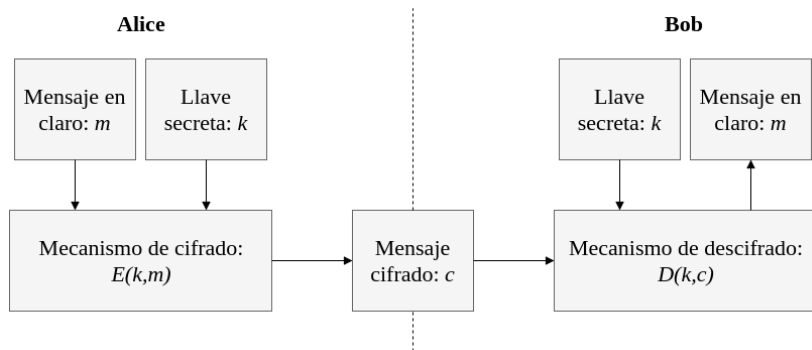 Alice
Bob
Mensaje en
claro: m
Llave
secreta: k
Llave
secreta: k
Mensaje en
claro: m
Mecanismo de cifrado:
E(k,m)
Mensaje
cifrado: c
Mecanismo de descifrado:
D(k,c)